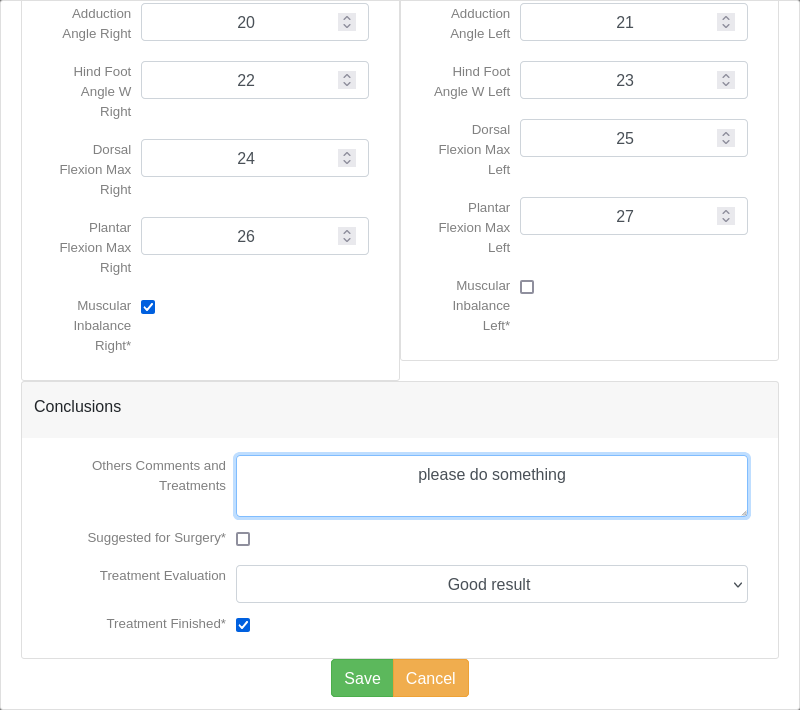 Adduction
Angle Right
20
Hind Foot
Angle W
Right
22
Dorsal
Flexion Max
Right
24
Plantar
Flexion Max
Right
26
Muscular
Inbalance
Right*
Adduction
Angle Left
21
Hind Foot
Angle W Left
23
Dorsal
Flexion Max
Left
25
Plantar
Flexion Max
Left
27
Muscular
Inbalance
Left*
Conclusions
Others Comments and
Treatments
please do something
Suggested for Surgery*
Treatment Evaluation
Good result
Treatment Finished*
Save
Cancel